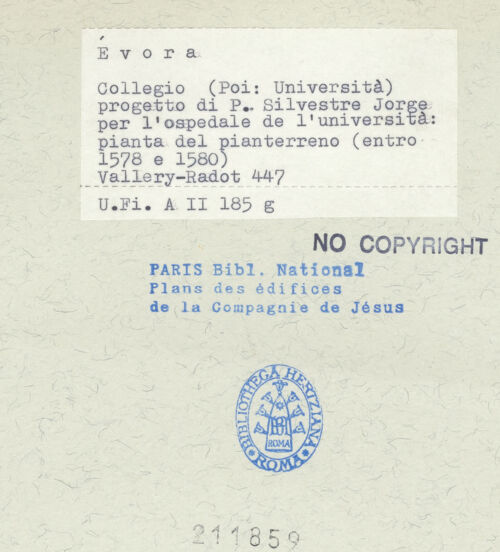 Évora
Collegio (Poi: Università)
progetto di P. Silvestre Jorge
per l'ospedale de l'università:
pianta del pianterreno (entro
1578 e 1580)
Vallery-Radot 447
U.Fi. A II 185 g
NO COPYRIGHT
PARIS Bibl. National
Plans des édifices
de la Compagnie de Jésus
BIBLIOTHECA HERTZIANA
BH
ROMA
ROMA
211859